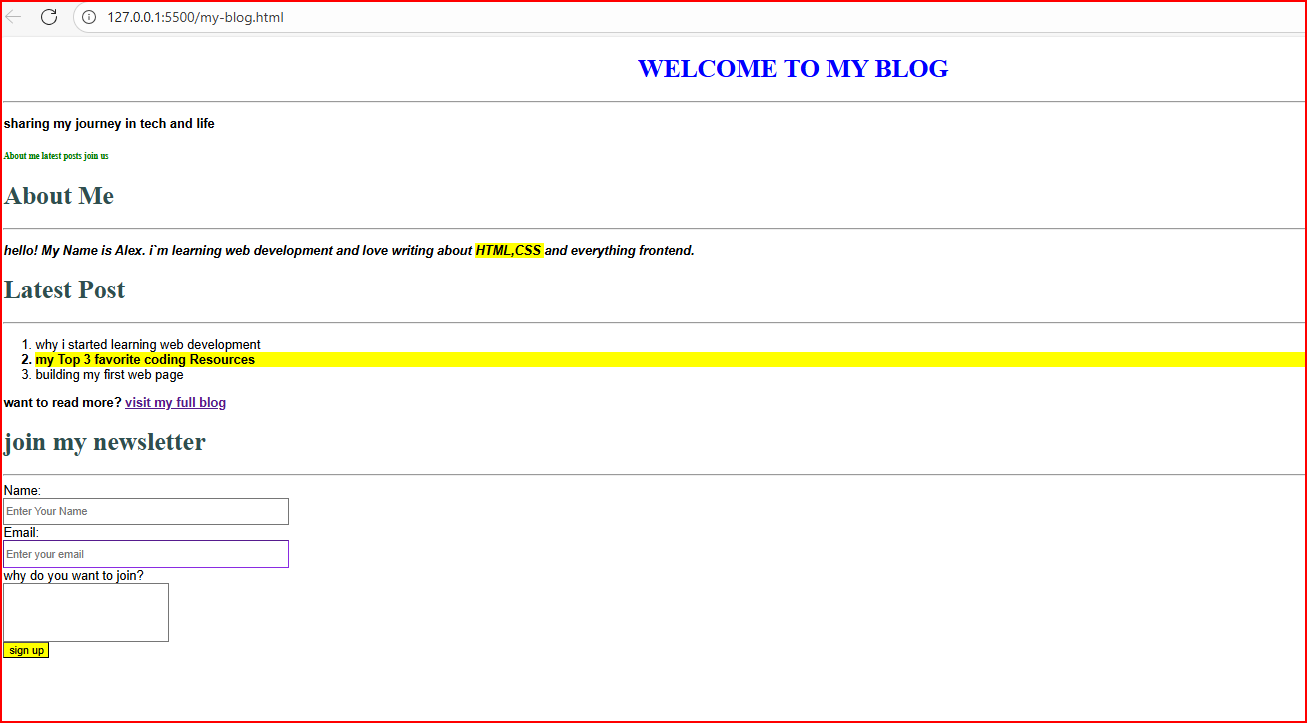 127.0.0.1:5500/my-blog.html
WELCOME TO MY BLOG
sharing my journey in tech and life
About me latest posts join us
About Me
hello! My Name is Alex. i`m learning web development and love writing about HTML,CSS and everything frontend.
Latest Post
1. why i started learning web development
2. my Top 3 favorite coding Resources
3. building my first web page
want to read more? visit my full blog
join my newsletter
Name:
Enter Your Name
Email:
Enter your email
why do you want to join?
sign up